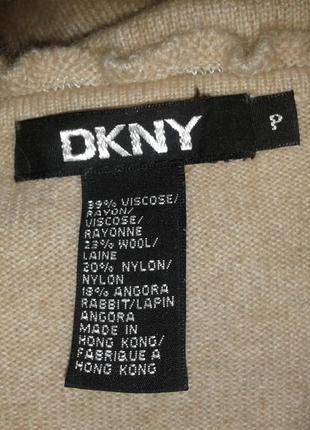 DKNY
P
39% VISCOSE/
RAYON/
VISCOSE/
RAYONNE
23% WOOL/
LAINE
20% NYLON/
NYLON
18% ANGORA
RABBIT/LAPIN
ANGORA
MADE IN
HONG KONG/
FABRIQUE A
HONG KONG